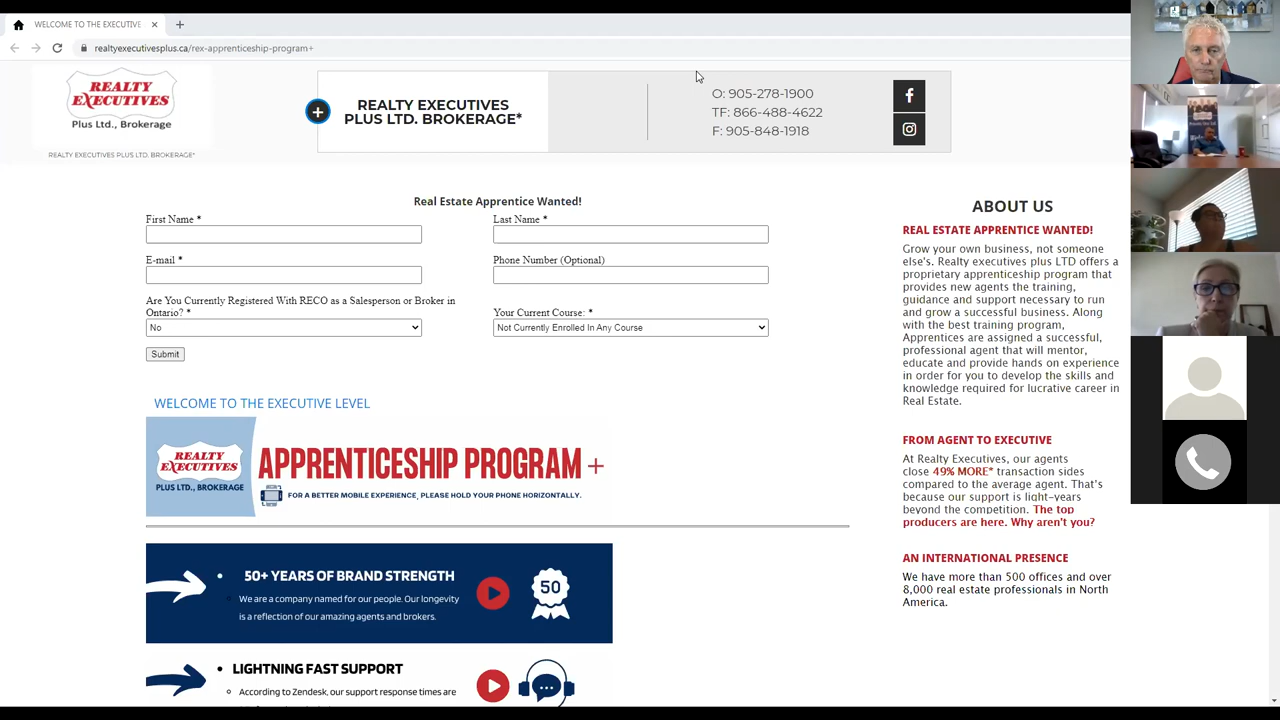 WELCOME TO THE EXECUTIVE
realtyexecutivesplus.ca/rex-apprenticeship-program+
REALTY
EXECUTIVES
Plus Ltd., Brokerage
REALTY EXECUTIVES PLUS LTD. BROKERAGE*
REALTY EXECUTIVES
PLUS LTD. BROKERAGE*
O: 905-278-1900
TF: 866-488-4622
F: 905-848-1918
Real Estate Apprentice Wanted!
First Name *
Last Name *
E-mail *
Phone Number (Optional)
Are You Currently Registered With RECO as a Salesperson or Broker in
Ontario? *
Your Current Course: *
No
Not Currently Enrolled In Any Course
Submit
WELCOME TO THE EXECUTIVE LEVEL
REALTY
EXECUTIVES
PLUS LTD., BROKERAGE
APPRENTICESHIP PROGRAM +
FOR A BETTER MOBILE EXPERIENCE, PLEASE HOLD YOUR PHONE HORIZONTALLY.
50+ YEARS OF BRAND STRENGTH
We are a company named for our people. Our longevity
is a reflection of our amazing agents and brokers.
50
LIGHTNING FAST SUPPORT
According to Zendesk, our support response times are
ABOUT US
REAL ESTATE APPRENTICE WANTED!
Grow your own business, not someone
else's. Realty executives plus LTD offers a
proprietary apprenticeship program that
provides new agents the training,
guidance and support necessary to run
and grow a successful business. Along
with the best training program,
Apprentices are assigned a successful,
professional agent that will mentor,
educate and provide hands on experience
in order for you to develop the skills and
knowledge required for lucrative career in
Real Estate.
FROM AGENT TO EXECUTIVE
At Realty Executives, our agents
close 49% MORE* transaction sides
compared to the average agent. That's
because our support is light-years
beyond the competition. The top
producers are here. Why aren't you?
AN INTERNATIONAL PRESENCE
We have more than 500 offices and over
8,000 real estate professionals in North
America.